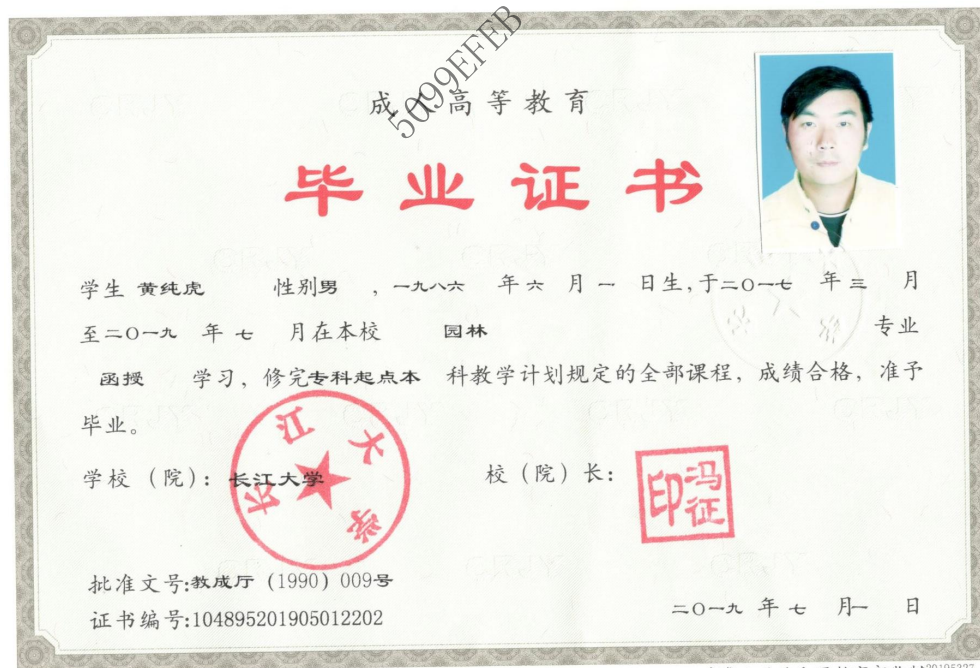 5099EFEB
成人高等教育
毕业证书
学生 黄纯虎 性别男 ,一九八六 年 六 月 一 日生,于二〇一七 年 三 月
至二〇一九 年 七 月在本校 园林 专业
函授 学习,修完专科起点本 科教学计划规定的全部课程,成绩合格,准予
毕业。
长江大学
学校(院):长江大学 校(院)长:
冯征印
批准文号:教成厅(1990)009号
证书编号:104895201905012202
二〇一九 年 七 月一 日